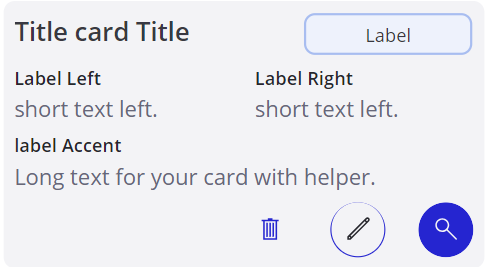 Title card Title
Label
Label Left
Label Right
short text left.
short text left.
label Accent
Long text for your card with helper.